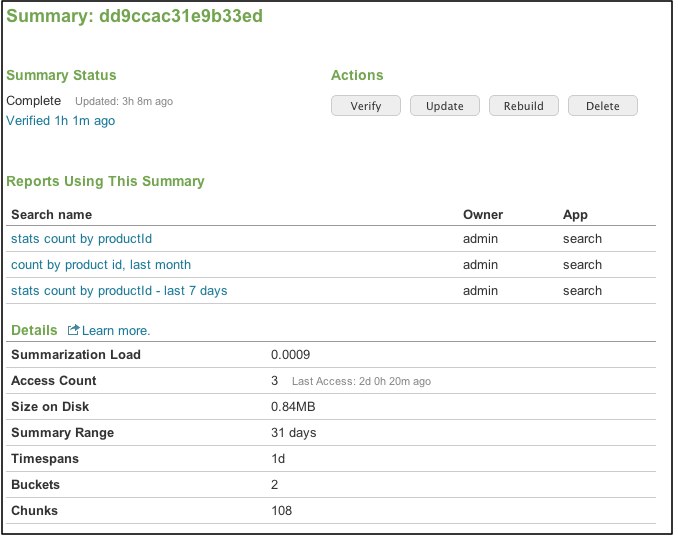 Summary: dd9ccac31e9b33ed
Summary Status
Actions
Complete Updated: 3h 8m ago
Verified 1h 1m ago
Verify Update Rebuild Delete
Reports Using This Summary
Search name Owner App
stats count by productId admin search
count by product id, last month admin search
stats count by productId - last 7 days admin search
Details Learn more.
Summarization Load 0.0009
Access Count 3 Last Access: 2d 0h 20m ago
Size on Disk 0.84MB
Summary Range 31 days
Timespans 1d
Buckets 2
Chunks 108